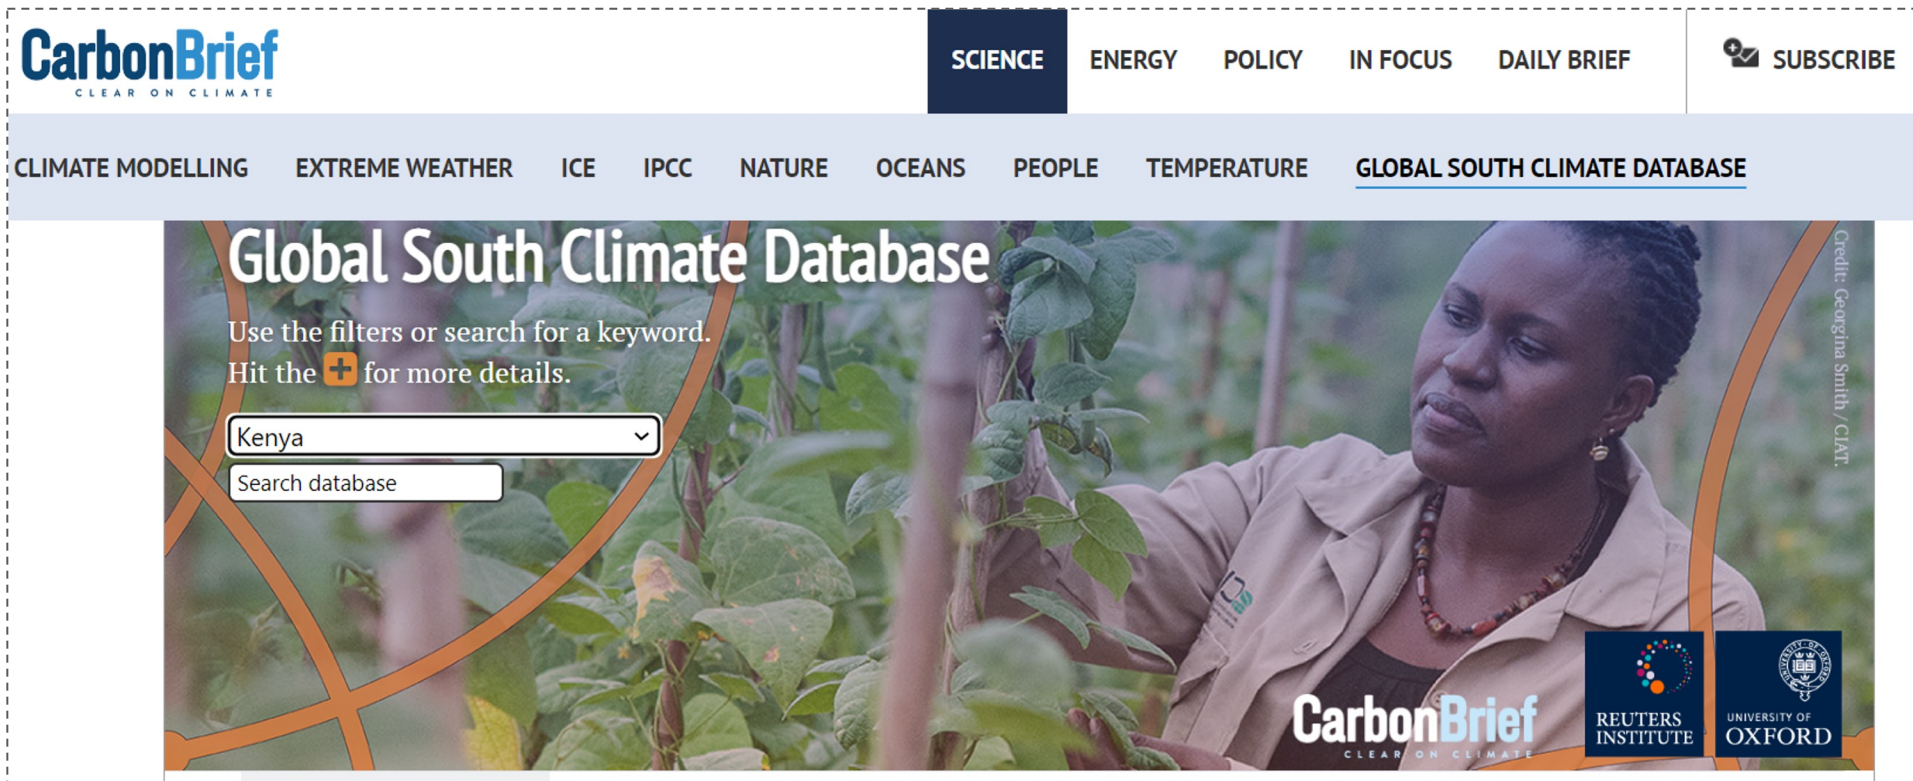 CarbonBrief
CLEAR ON CLIMATE
SCIENCE
ENERGY
POLICY
IN FOCUS
DAILY BRIEF
SUBSCRIBE
CLIMATE MODELLING
EXTREME WEATHER
ICE
IPCC
NATURE
OCEANS
PEOPLE
TEMPERATURE
GLOBAL SOUTH CLIMATE DATABASE
Global South Climate Database
Use the filters or search for a keyword.
Hit the + for more details.
Kenya
Search database
Credit: Georgina Smith / CIAT.
CarbonBrief
CLEAR ON CLIMATE
REUTERS
INSTITUTE
UNIVERSITY OF
OXFORD